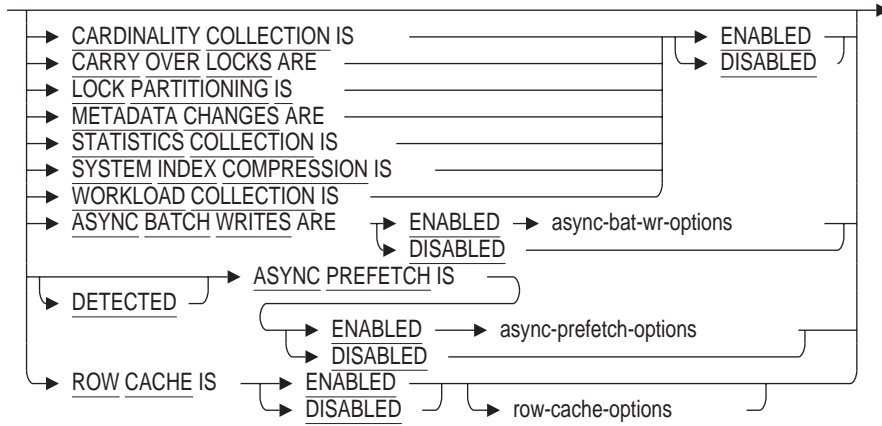 CARDINALITY COLLECTION IS ENABLED
CARRY OVER LOCKS ARE DISABLED
LOCK PARTITIONING IS
METADATA CHANGES ARE
STATISTICS COLLECTION IS
SYSTEM INDEX COMPRESSION IS
WORKLOAD COLLECTION IS
ASYNC BATCH WRITES ARE ENABLED async-bat-wr-options
DISABLED
ASYNC PREFETCH IS
DETECTED
ENABLED async-prefetch-options
DISABLED
ROW CACHE IS ENABLED
DISABLED row-cache-options